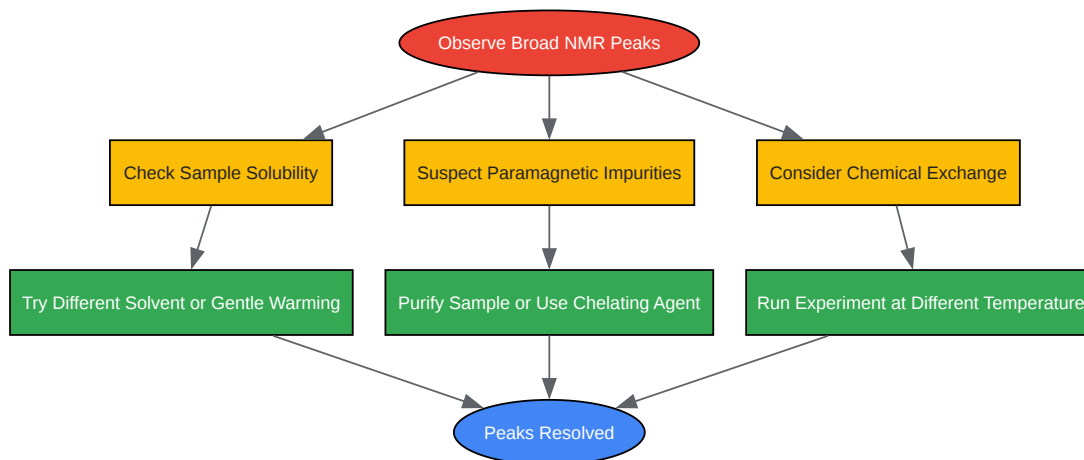 Observe Broad NMR Peaks
Check Sample Solubility
Suspect Paramagnetic Impurities
Consider Chemical Exchange
Try Different Solvent or Gentle Warming
Purify Sample or Use Chelating Agent
Run Experiment at Different Temperature
Peaks Resolved